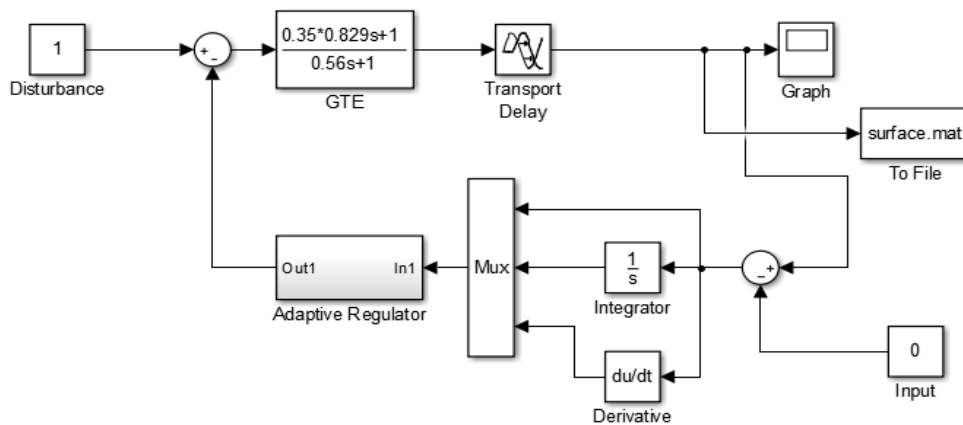 1
Disturbance
+
-
0.35*0.829s+1
0.56s+1
GTE
Transport
Delay
Graph
surface.mat
To File
Out1
In1
Adaptive Regulator
Mux
1
s
Integrator
du/dt
Derivative
-
+
0
Input